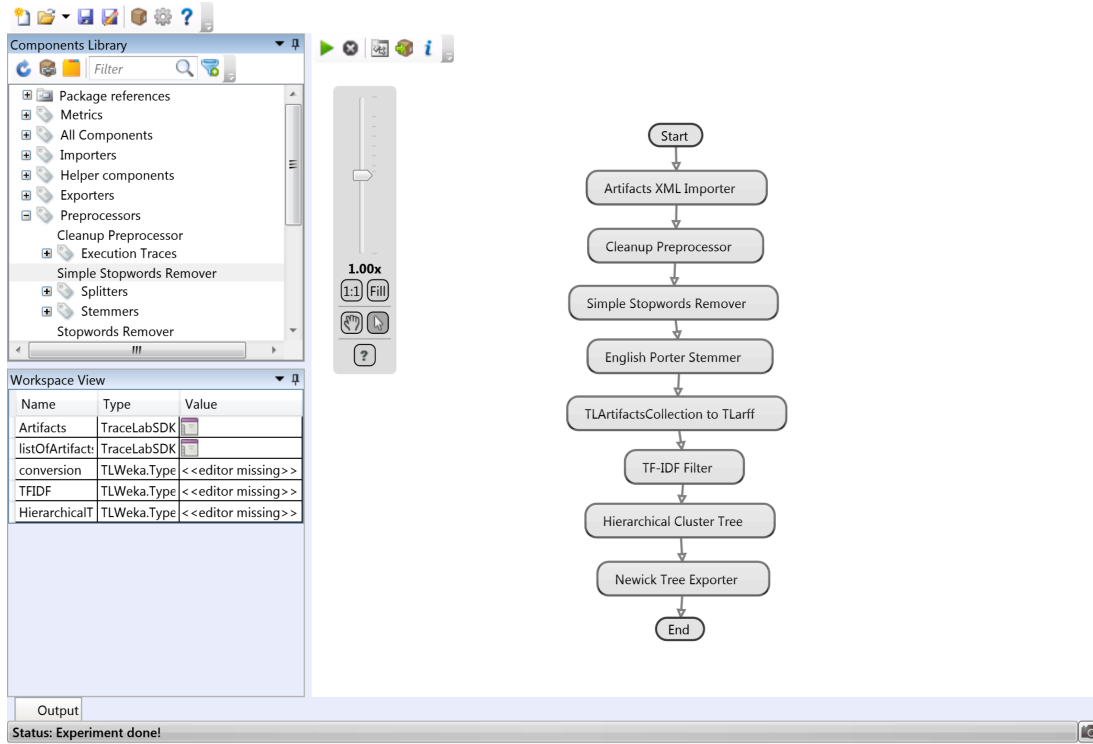 ?
Components Library
Filter
Package references
Metrics
All Components
Importers
Helper components
Exporters
Preprocessors
Cleanup Preprocessor
Execution Traces
Simple Stopwords Remover
Splitters
Stemmers
Stopwords Remover
Workspace View
Name Type Value
Artifacts TraceLabSDK
listOfArtifacts TraceLabSDK
conversion TLWeka.Type <<editor missing>>
TFIDF TLWeka.Type <<editor missing>>
HierarchicalT TLWeka.Type <<editor missing>>
i
1.00x
1:1 Fill
?
Start
Artifacts XML Importer
Cleanup Preprocessor
Simple Stopwords Remover
English Porter Stemmer
TLArtifactsCollection to TLarff
TF-IDF Filter
Hierarchical Cluster Tree
Newick Tree Exporter
End
Output
Status: Experiment done!